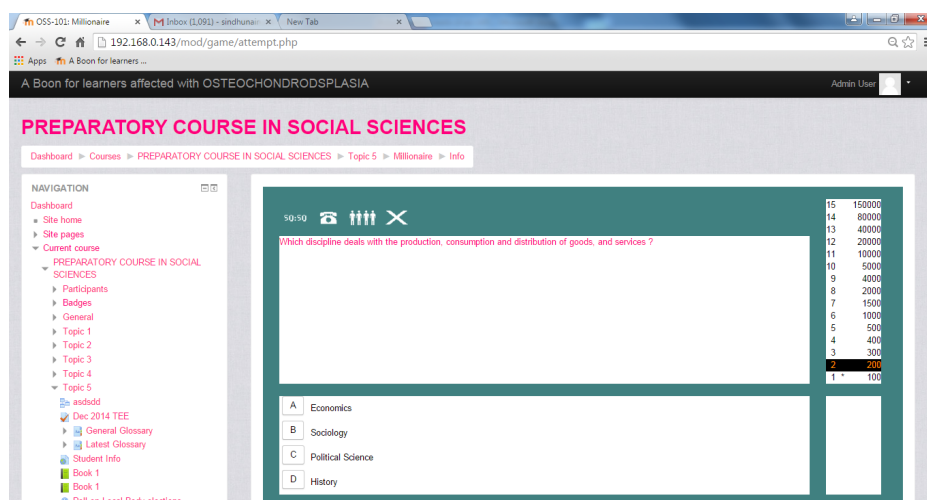 OSS-101: Millionaire
Inbox (1,091) - sindhunair
New Tab
192.168.0.143/mod/game/attempt.php
Apps
A Boon for learners ...
A Boon for learners affected with OSTEOCHONDRODSPLASIA
Admin User
PREPARATORY COURSE IN SOCIAL SCIENCES
Dashboard ► Courses ► PREPARATORY COURSE IN SOCIAL SCIENCES ► Topic 5 ► Millionaire ► Info
NAVIGATION
Dashboard
Site home
Site pages
Current course
PREPARATORY COURSE IN SOCIAL
SCIENCES
Participants
Badges
General
Topic 1
Topic 2
Topic 3
Topic 4
Topic 5
asdsdd
Dec 2014 TEE
General Glossary
Latest Glossary
Student Info
Book 1
Book 1
50:50
Which discipline deals with the production, consumption and distribution of goods, and services ?
A Economics
B Sociology
C Political Science
D History
15 150000
14 80000
13 40000
12 20000
11 10000
10 5000
9 4000
8 2000
7 1500
6 1000
5 500
4 400
3 300
2 200
1 * 100